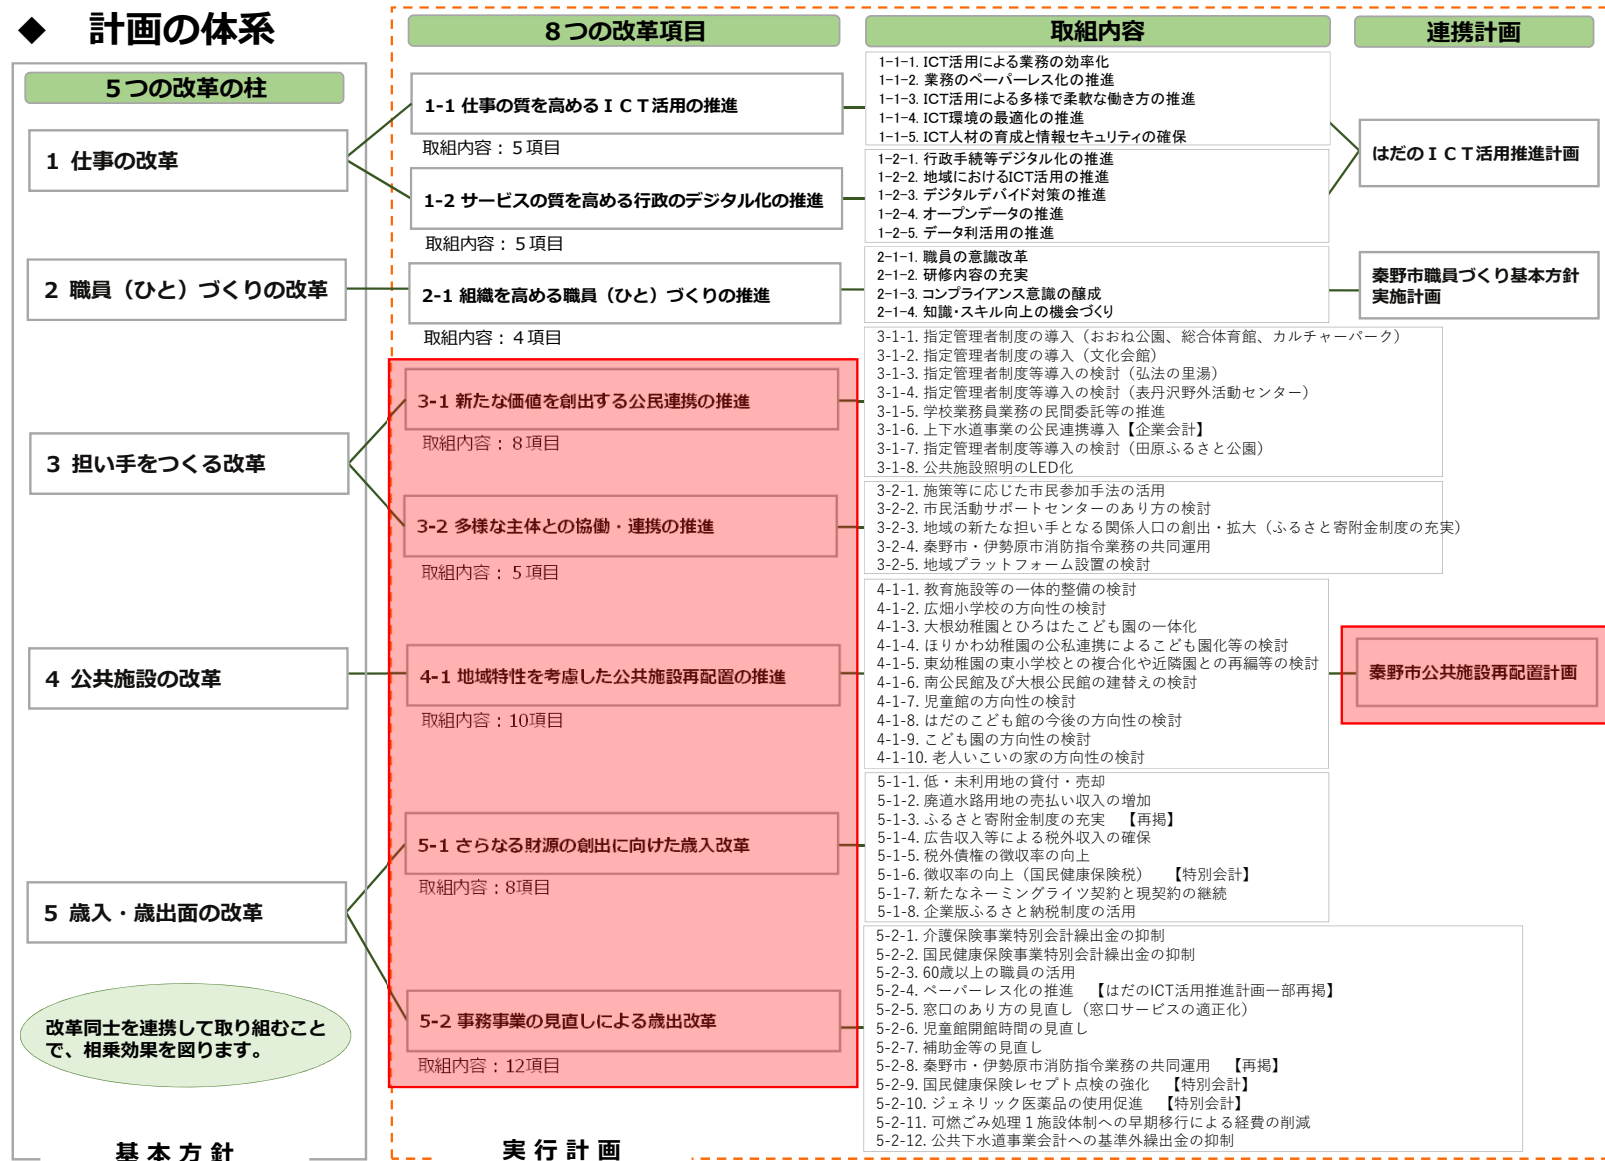 ◆ 計画の体系
5つの改革の柱
1 仕事の改革
2 職員（ひと）づくりの改革
3 担い手をつくる改革
4 公共施設の改革
5 歳入・歳出面の改革
改革同士を連携して取り組むこと
で、相乗効果を図ります。
基本方針
8つの改革項目
1-1 仕事の質を高めるＩＣＴ活用の推進
取組内容：5項目
1-2 サービスの質を高める行政のデジタル化の推進
取組内容：5項目
2-1 組織を高める職員（ひと）づくりの推進
取組内容：4項目
3-1 新たな価値を創出する公民連携の推進
取組内容：8項目
3-2 多様な主体との協働・連携の推進
取組内容：5項目
4-1 地域特性を考慮した公共施設再配置の推進
取組内容：10項目
5-1 さらなる財源の創出に向けた歳入改革
取組内容：8項目
5-2 事務事業の見直しによる歳出改革
取組内容：12項目
実行計画
取組内容
1-1-1. ICT活用による業務の効率化
1-1-2. 業務のペーパーレス化の推進
1-1-3. ICT活用による多様で柔軟な働き方の推進
1-1-4. ICT環境の最適化の推進
1-1-5. ICT人材の育成と情報セキュリティの確保
1-2-1. 行政手続等デジタル化の推進
1-2-2. 地域におけるICT活用の推進
1-2-3. デジタルデバイド対策の推進
1-2-4. オープンデータの推進
1-2-5. データ利活用の推進
2-1-1. 職員の意識改革
2-1-2. 研修内容の充実
2-1-3. コンプライアンス意識の醸成
2-1-4. 知識・スキル向上の機会づくり
3-1-1. 指定管理者制度の導入（おおね公園、総合体育館、カルチャーパーク）
3-1-2. 指定管理者制度の導入（文化会館）
3-1-3. 指定管理者制度等導入の検討（弘法の里湯）
3-1-4. 指定管理者制度等導入の検討（表丹沢野外活動センター）
3-1-5. 学校業務員業務の民間委託等の推進
3-1-6. 上下水道事業の公民連携導入【企業会計】
3-1-7. 指定管理者制度等導入の検討（田原ふるさと公園）
3-1-8. 公共施設照明のLED化
3-2-1. 施策等に応じた市民参加手法の活用
3-2-2. 市民活動サポートセンターのあり方の検討
3-2-3. 地域の新たな担い手となる関係人口の創出・拡大（ふるさと寄附金制度の充実）
3-2-4. 秦野市・伊勢原市消防指令業務の共同運用
3-2-5. 地域プラットフォーム設置の検討
4-1-1. 教育施設等の一体的整備の検討
4-1-2. 広畑小学校の方向性の検討
4-1-3. 大根幼稚園とひろはたこども園の一体化
4-1-4. ほりかわ幼稚園の公私連携によるこども園化等の検討
4-1-5. 東幼稚園の東小学校との複合化や近隣園との再編等の検討
4-1-6. 南公民館及び大根公民館の建替えの検討
4-1-7. 児童館の方向性の検討
4-1-8. はだのこども館の今後の方向性の検討
4-1-9. こども園の方向性の検討
4-1-10. 老人いこいの家の方向性の検討
5-1-1. 低・未利用地の貸付・売却
5-1-2. 廃道水路用地の売払い収入の増加
5-1-3. ふるさと寄附金制度の充実 【再掲】
5-1-4. 広告収入等による税外収入の確保
5-1-5. 税外債権の徴収率の向上
5-1-6. 徴収率の向上（国民健康保険税） 【特別会計】
5-1-7. 新たなネーミングライツ契約と現契約の継続
5-1-8. 企業版ふるさと納税制度の活用
5-2-1. 介護保険事業特別会計繰出金の抑制
5-2-2. 国民健康保険事業特別会計繰出金の抑制
5-2-3. 60歳以上の職員の活用
5-2-4. ペーパーレス化の推進 【はだのICT活用推進計画一部再掲】
5-2-5. 窓口のあり方の見直し（窓口サービスの適正化）
5-2-6. 児童館開館時間の見直し
5-2-7. 補助金等の見直し
5-2-8. 秦野市・伊勢原市消防指令業務の共同運用 【再掲】
5-2-9. 国民健康保険レセプト点検の強化 【特別会計】
5-2-10. ジェネリック医薬品の使用促進 【特別会計】
5-2-11. 可燃ごみ処理１施設体制への早期移行による経費の削減
5-2-12. 公共下水道事業会計への基準外繰出金の抑制
連携計画
はだのＩＣＴ活用推進計画
秦野市職員づくり基本方針
実施計画
秦野市公共施設再配置計画